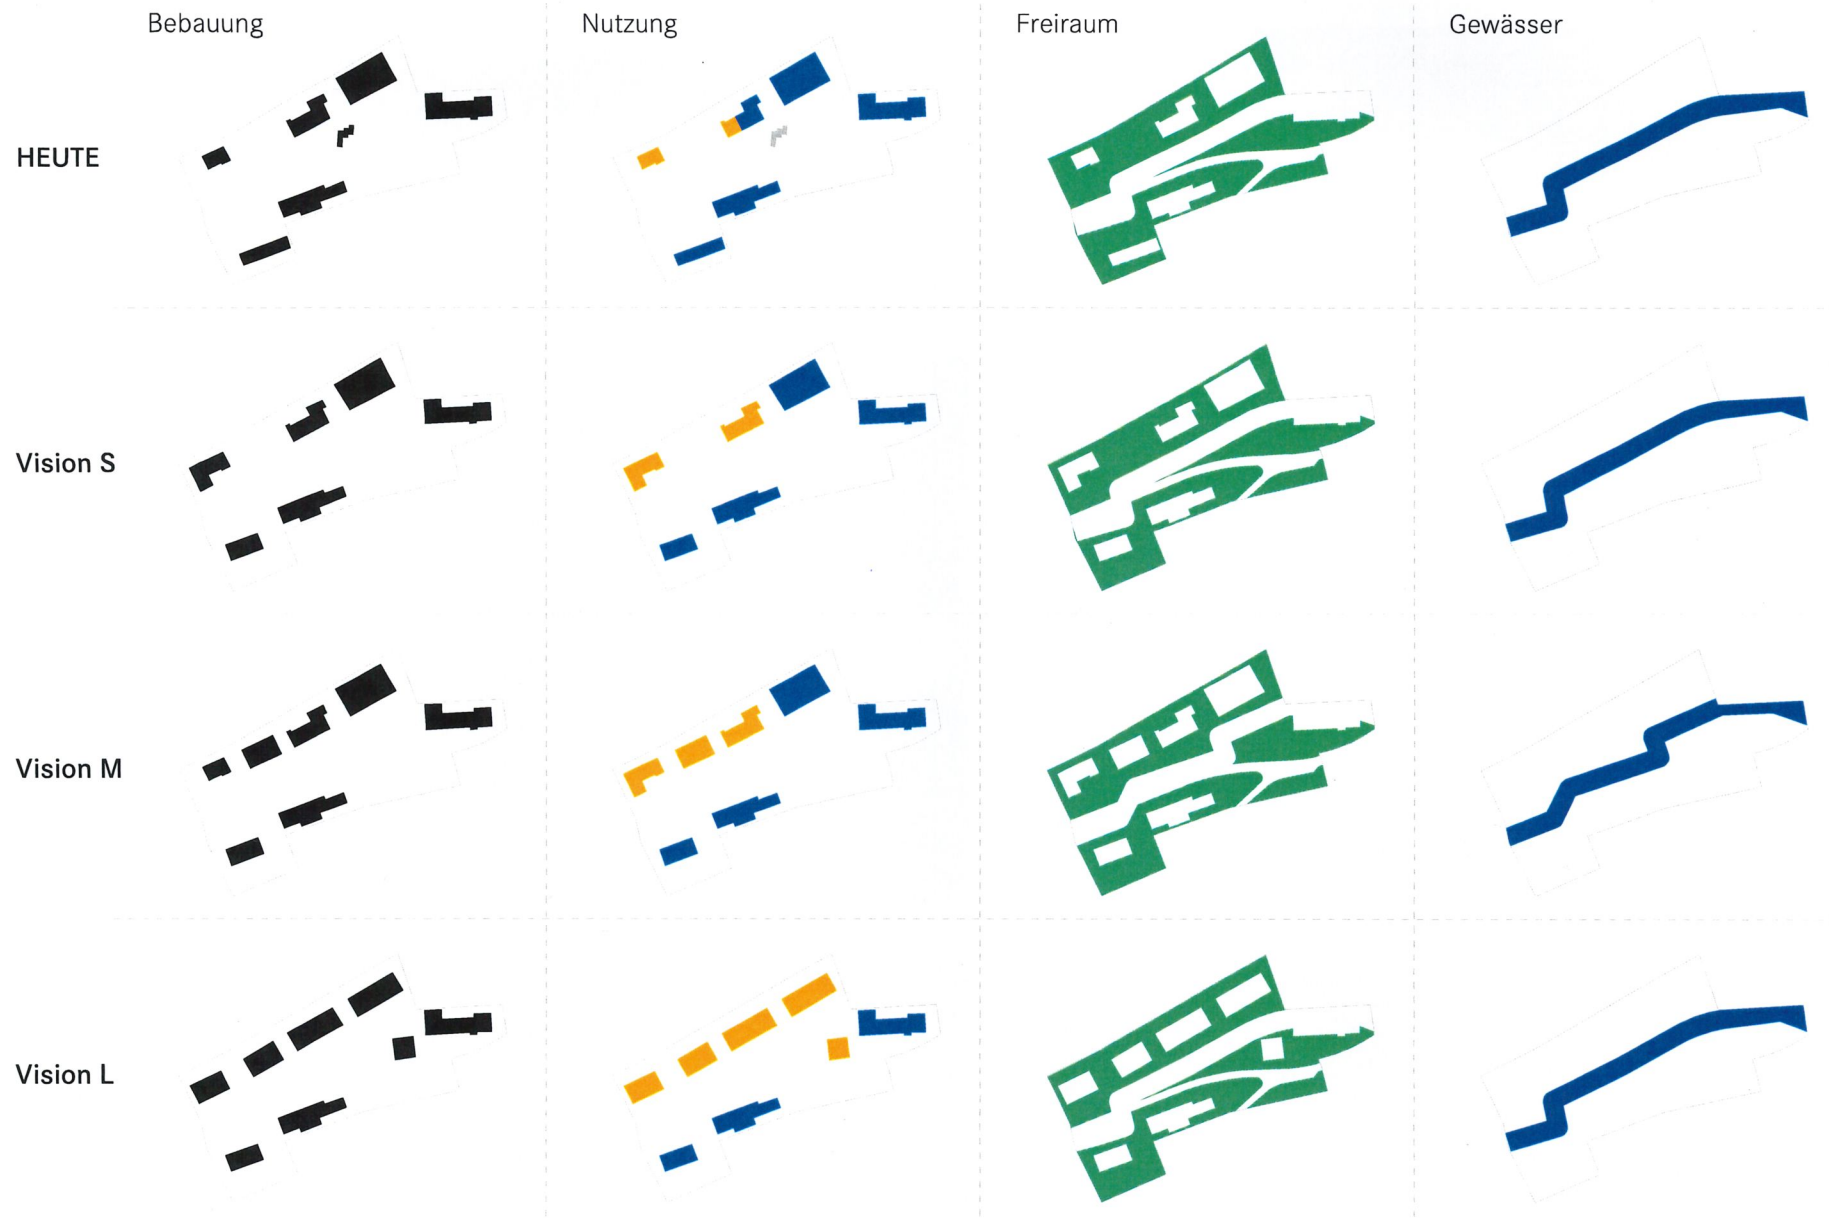 Bebauung
Nutzung
Freiraum
Gewässer
HEUTE
Vision S
Vision M
Vision L